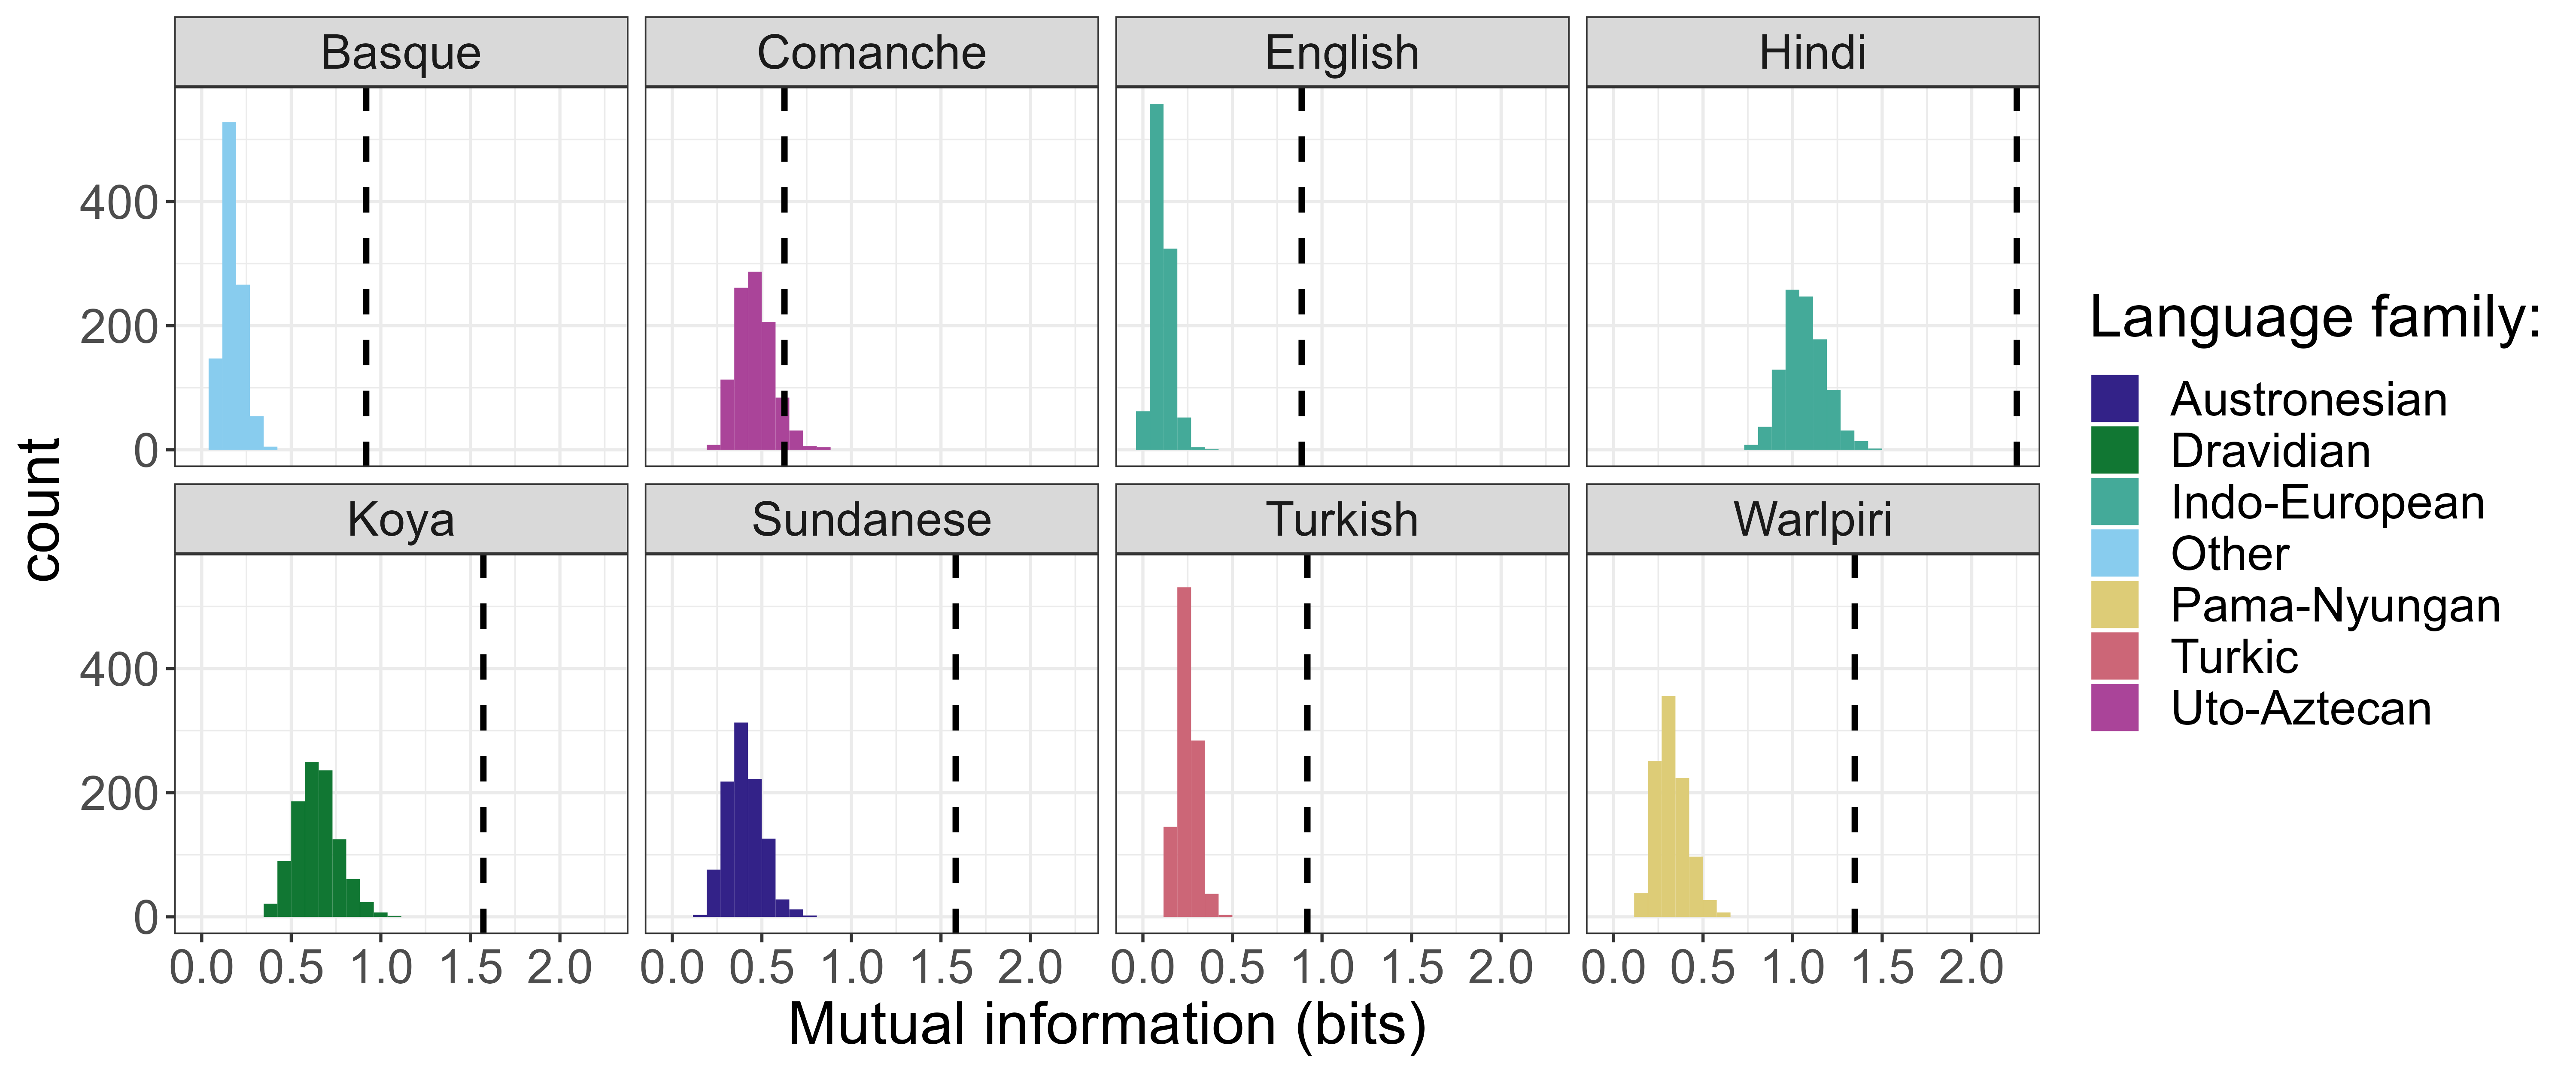 Basque
Comanche
English
Hindi
400
200
0
Koya
Sundanese
Turkish
Warlpiri
400
200
0
0.0 0.5 1.0 1.5 2.0
0.0 0.5 1.0 1.5 2.0
0.0 0.5 1.0 1.5 2.0
0.0 0.5 1.0 1.5 2.0
count
Mutual information (bits)
Language family:
Austronesian
Dravidian
Indo-European
Other
Pama-Nyungan
Turkic
Uto-Aztecan